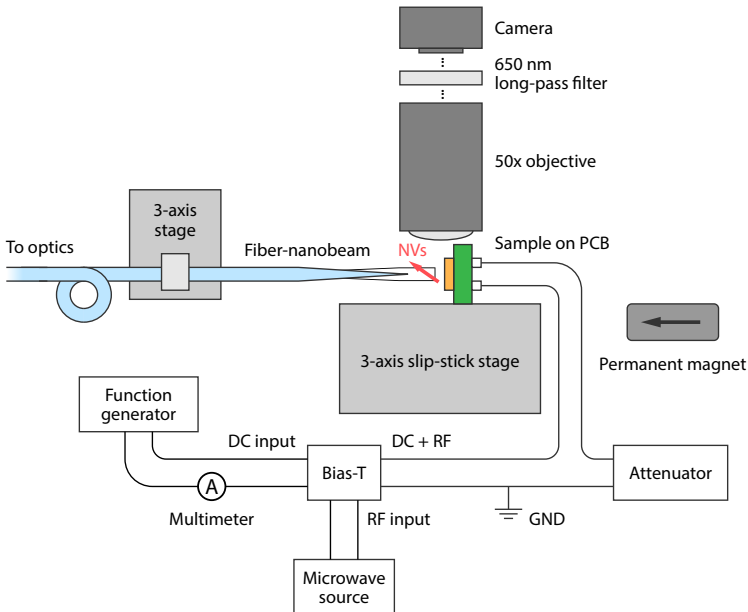 Camera
650 nm
long-pass filter
50x objective
3-axis
stage
To optics
Fiber-nanobeam
NVs
Sample on PCB
3-axis slip-stick stage
Permanent magnet
Function
generator
DC input
DC + RF
Bias-T
Attenuator
A
Multimeter
RF input
GND
Microwave
source